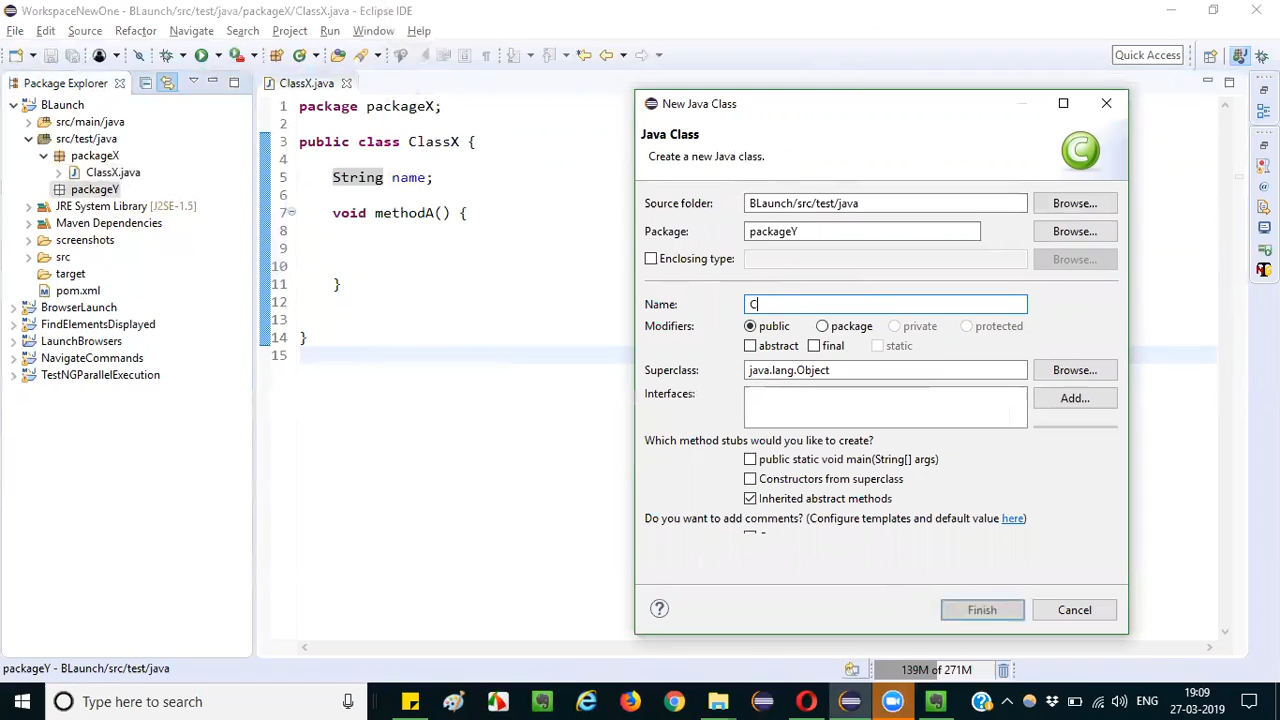 WorkspaceNewOne - BLaunch/src/test/java/packageX/ClassX.java - Eclipse IDE
File Edit Source Refactor Navigate Search Project Run Window Help
Quick Access
Package Explorer
BLaunch
src/main/java
src/test/java
packageX
ClassX.java
packageY
JRE System Library [J2SE-1.5]
Maven Dependencies
screenshots
src
target
pom.xml
BrowserLaunch
FindElementsDisplayed
LaunchBrowsers
NavigateCommands
TestNGParallelExecution
ClassX.java
1 package packageX;
2
3 public class ClassX {
4
5 String name;
6
7 void methodA() {
8
9
10
11 }
12
13
14 }
15
New Java Class
Java Class
Create a new Java class.
C
Source folder: BLaunch/src/test/java Browse...
Package: packageY Browse...
Enclosing type: Browse...
Name: C
Modifiers: public package private protected
abstract final static
Superclass: java.lang.Object Browse...
Interfaces: Add...
Which method stubs would you like to create?
public static void main(String[] args)
Constructors from superclass
Inherited abstract methods
Do you want to add comments? (Configure templates and default value here)
? Finish Cancel
packageY - BLaunch/src/test/java
139M of 271M
Type here to search
ENG
19:09
27-03-2019